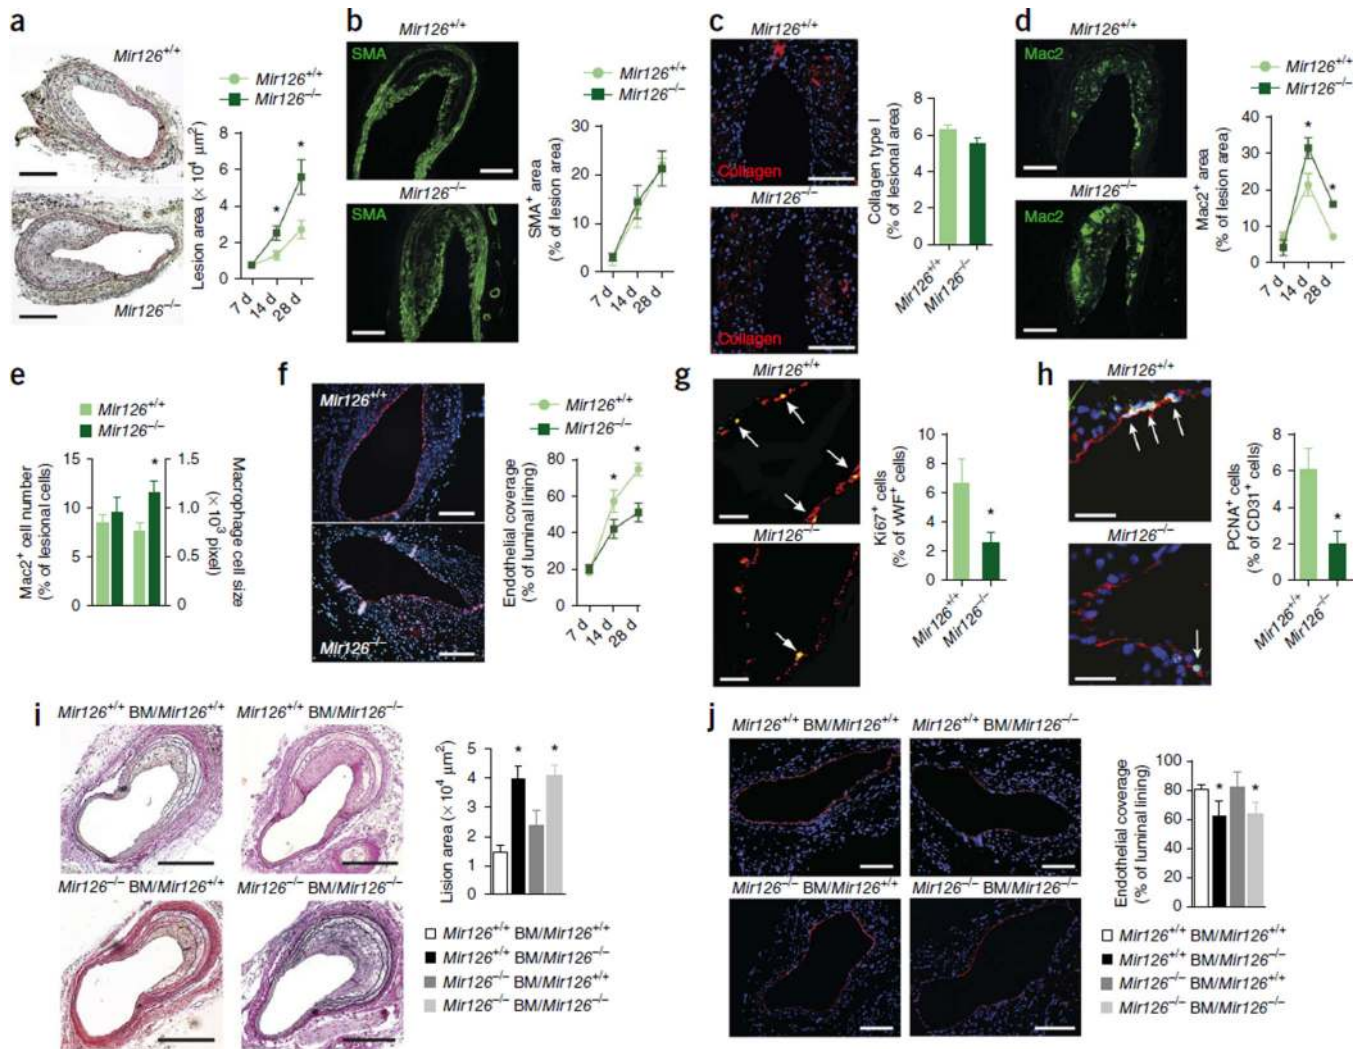 a
Mir126+/+
Mir126−/−
Mir126+/+
Mir126−/−
Lesion area (× 10⁴ μm²)
8
6
4
2
0
*
*
7 d
14 d
28 d
b
Mir126+/+
SMA
Mir126−/−
SMA
Mir126+/+
Mir126−/−
SMA+ area
(% of lesion area)
30
20
10
0
7 d
14 d
28 d
c
Mir126+/+
Collagen
Mir126−/−
Collagen
Collagen type I
(% of lesional area)
8
6
4
2
0
Mir126+/+
Mir126−/−
d
Mir126+/+
Mac2
Mir126−/−
Mac2
Mir126+/+
Mir126−/−
Mac2+ area
(% of lesion area)
40
30
20
10
0
*
*
7 d
14 d
28 d
e
Mir126+/+
Mir126−/−
Mac2+ cell number
(% of lesional cells)
15
10
5
0
*
1.5
1.0
0.5
0
Macrophage cell size
(× 10³ pixel)
f
Mir126+/+
Mir126−/−
Mir126+/+
Mir126−/−
Endothelial coverage
(% of luminal lining)
80
60
40
20
0
*
*
7 d
14 d
28 d
g
Mir126+/+
Mir126−/−
Ki67+ cells
(% of vWF+ cells)
10
8
6
4
2
0
*
Mir126+/+
Mir126−/−
h
Mir126+/+
Mir126−/−
PCNA+ cells
(% of CD31+ cells)
8
6
4
2
0
*
Mir126+/+
Mir126−/−
i
Mir126+/+ BM/Mir126+/+
Mir126+/+ BM/Mir126−/−
Mir126−/− BM/Mir126+/+
Mir126−/− BM/Mir126−/−
Lision area (× 10⁴ μm²)
5
4
3
2
1
0
*
*
Mir126+/+ BM/Mir126+/+
Mir126+/+ BM/Mir126−/−
Mir126−/− BM/Mir126+/+
Mir126−/− BM/Mir126−/−
j
Mir126+/+ BM/Mir126+/+
Mir126+/+ BM/Mir126−/−
Mir126−/− BM/Mir126+/+
Mir126−/− BM/Mir126−/−
Endothelial coverage
(% of luminal lining)
100
80
60
40
20
0
*
*
Mir126+/+ BM/Mir126+/+
Mir126+/+ BM/Mir126−/−
Mir126−/− BM/Mir126+/+
Mir126−/− BM/Mir126−/−